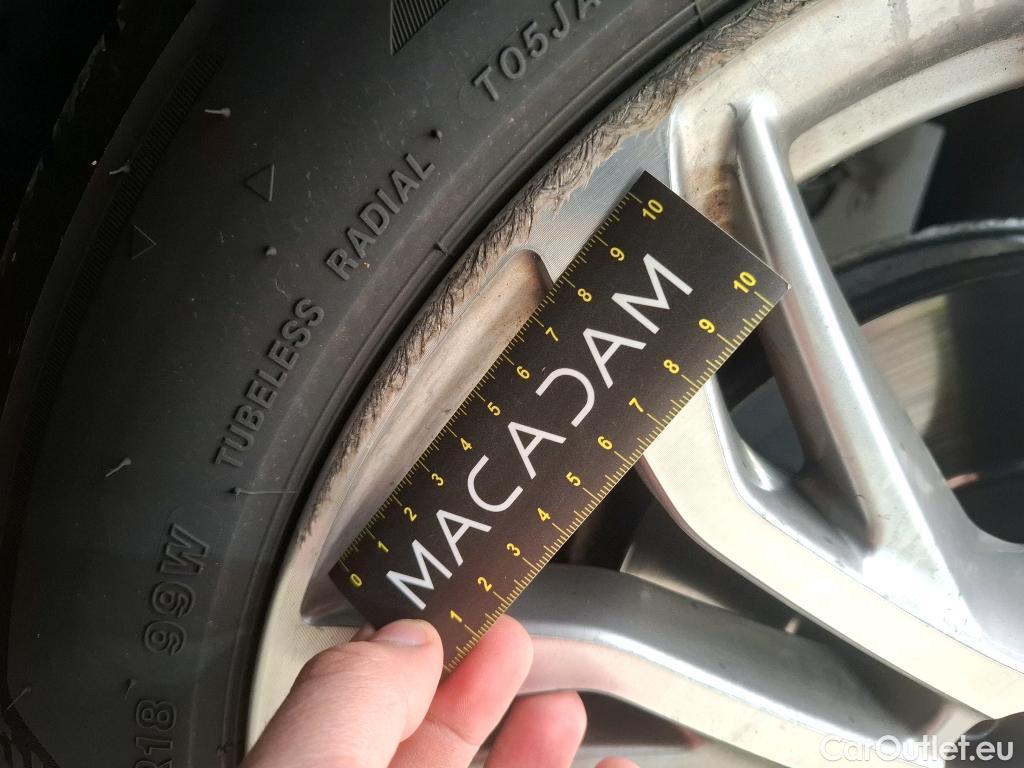 TO5JA
TUBELESS RADIAL
R18 99W
MACADAM
0 1 2 3 4 5 6 7 8 9 10
1 2 3 4 5 6 7 8 9 10
CarOutlet.eu